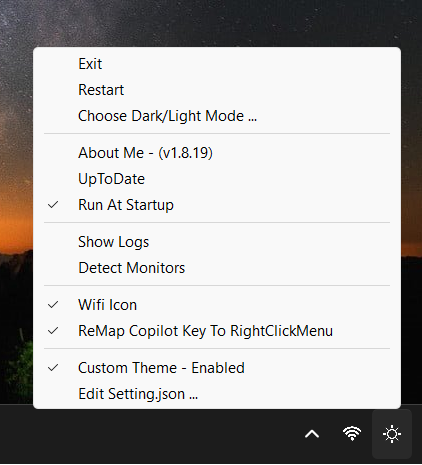 Exit
Restart
Choose Dark/Light Mode ...
About Me - (v1.8.19)
UpToDate
Run At Startup
Show Logs
Detect Monitors
Wifi Icon
ReMap Copilot Key To RightClickMenu
Custom Theme - Enabled
Edit Setting.json ...